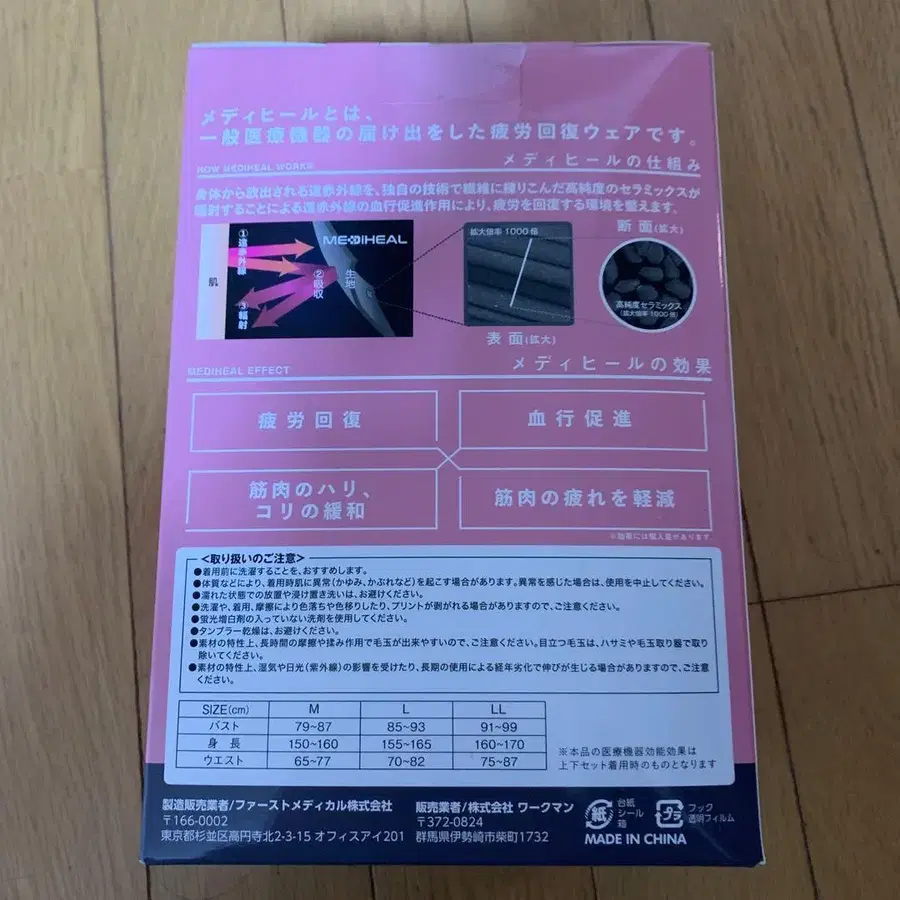 メディヒールとは、
一般医療機器の届け出をした疲労回復ウェアです。
HOW MEDIHEAL WORKS
メディヒールの仕組み
身体から放出される遠赤外線を、独自の技術で繊維に練りこんだ高純度のセラミックスが
輻射することによる遠赤外線の血行促進作用により、疲労を回復する環境を整えます。
肌
①遠赤外線
②吸収
③輻射
MEDIHEAL
生地
拡大倍率 1000 倍
表面(拡大)
断面(拡大)
高純度セラミックス
(拡大倍率 1000 倍)
MEDIHEAL EFFECT
メディヒールの効果
疲労回復
血行促進
筋肉のハリ、
コリの緩和
筋肉の疲れを軽減
※効果には個人差があります
<取り扱いのご注意>
●着用前に洗濯することを、おすすめします。
●体質などにより、着用時肌に異常(かゆみ、かぶれなど)を起こす場合があります。異常を感じた場合は、使用を中止してください。
●濡れた状態での放置や浸け置き洗いは、お避けください。
●洗濯や、着用、摩擦により色落ちや色移りしたり、プリントが剥がれる場合がありますので、ご注意ください。
●蛍光増白剤の入っていない洗剤を使用してください。
●タンブラー乾燥は、お避けください。
●素材の特性上、長時間の摩擦や揉み作用で毛玉が出来やすいので、ご注意ください。目立つ毛玉は、ハサミや毛玉取り器で取り
除いてください。
●素材の特性上、湿気や日光(紫外線)の影響を受けたり、長期の使用による経年劣化で伸びが生じる場合がありますので、ご注意
ください。
SIZE(cm) M L LL
バスト 79~87 85~93 91~99
身長 150~160 155~165 160~170
ウエスト 65~77 70~82 75~87
※本品の医療機器効能効果は
上下セット着用時のものとなります
製造販売業者/ファーストメディカル株式会社
〒166-0002
東京都杉並区高円寺北2-3-15 オフィスアイ201
販売業者/株式会社 ワークマン
〒372-0824
群馬県伊勢崎市柴町1732
紙
台紙
シール
箱
プラ
フック
透明フィルム
MADE IN CHINA